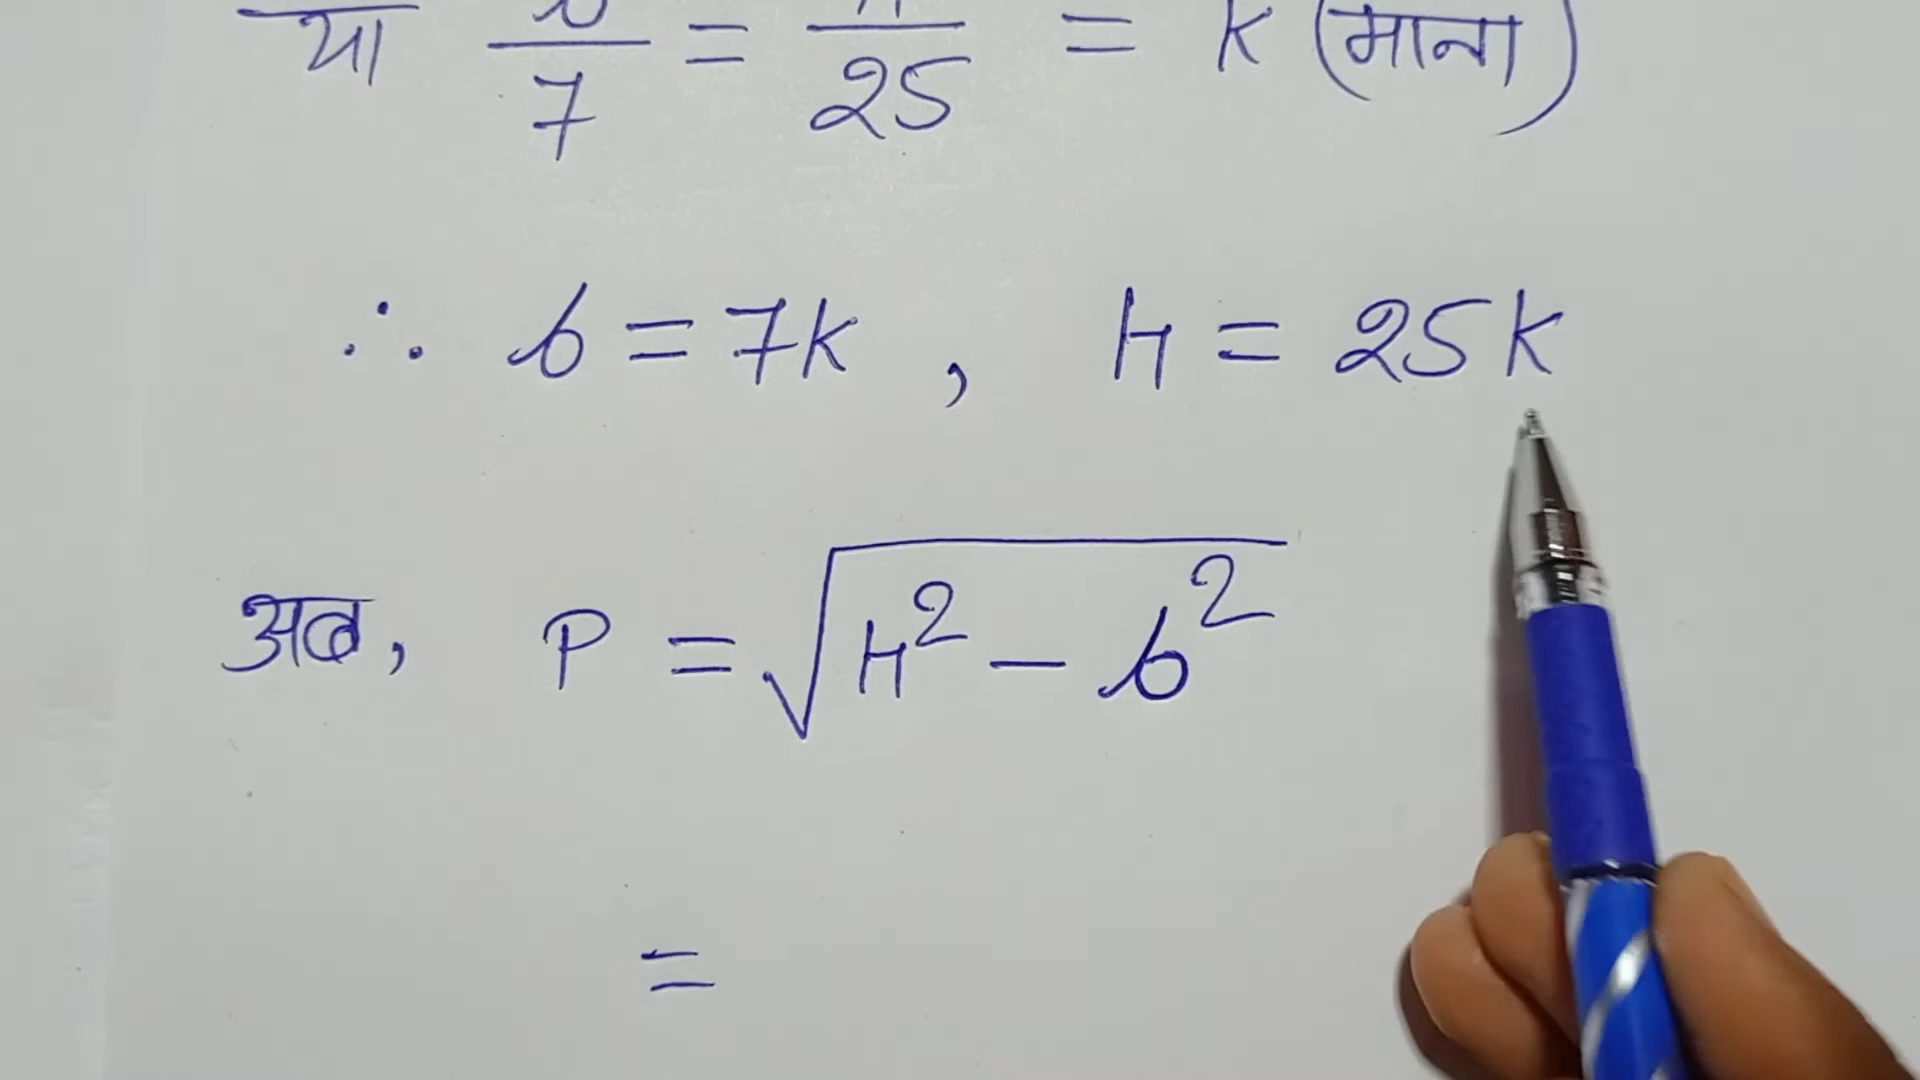 या b/7 = H/25 = K (माना)
∴ b = 7K , H = 25K
अब, P = √(H² – b²)
=